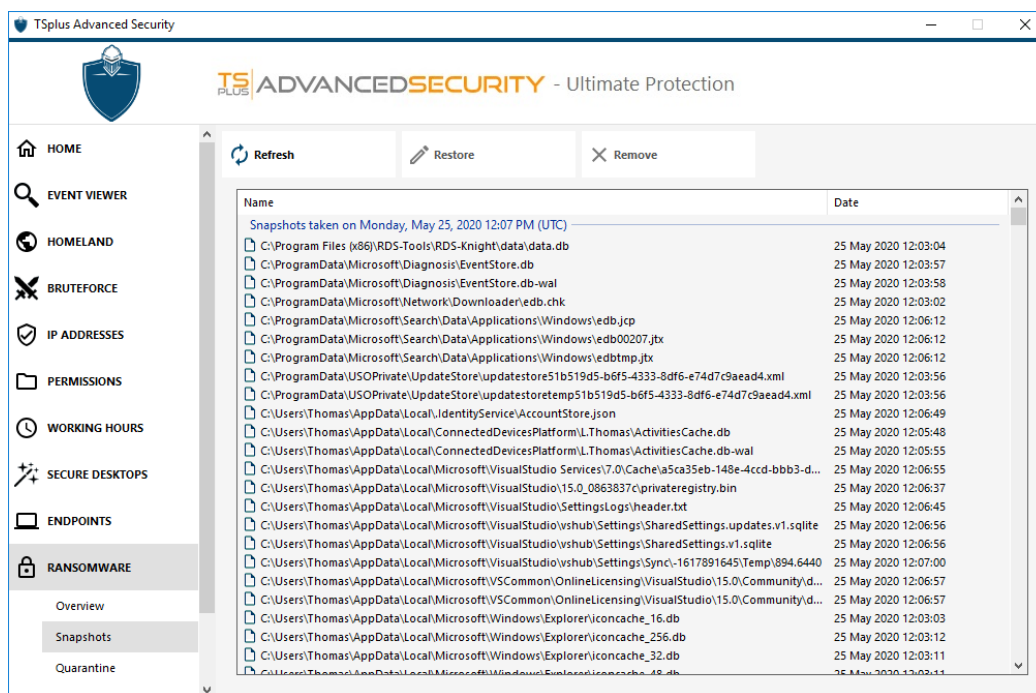 TSplus Advanced Security
TS PLUS ADVANCEDSECURITY - Ultimate Protection
HOME
EVENT VIEWER
HOMELAND
BRUTEFORCE
IP ADDRESSES
PERMISSIONS
WORKING HOURS
SECURE DESKTOPS
ENDPOINTS
RANSOMWARE
Overview
Snapshots
Quarantine
Refresh Restore Remove
Name Date
Snapshots taken on Monday, May 25, 2020 12:07 PM (UTC)
C:\Program Files (x86)\RDS-Tools\RDS-Knight\data\data.db 25 May 2020 12:03:04
C:\ProgramData\Microsoft\Diagnosis\EventStore.db 25 May 2020 12:03:57
C:\ProgramData\Microsoft\Diagnosis\EventStore.db-wal 25 May 2020 12:03:58
C:\ProgramData\Microsoft\Network\Downloader\edb.chk 25 May 2020 12:03:02
C:\ProgramData\Microsoft\Search\Data\Applications\Windows\edb.jcp 25 May 2020 12:06:12
C:\ProgramData\Microsoft\Search\Data\Applications\Windows\edb00207.jtx 25 May 2020 12:06:12
C:\ProgramData\Microsoft\Search\Data\Applications\Windows\edbtmp.jtx 25 May 2020 12:06:12
C:\ProgramData\USOPrivate\UpdateStore\updatestore51b519d5-b6f5-4333-8df6-e74d7c9aead4.xml 25 May 2020 12:03:56
C:\ProgramData\USOPrivate\UpdateStore\updatestoretemp51b519d5-b6f5-4333-8df6-e74d7c9aead4.xml 25 May 2020 12:03:56
C:\Users\Thomas\AppData\Local\.IdentityService\AccountStore.json 25 May 2020 12:06:49
C:\Users\Thomas\AppData\Local\ConnectedDevicesPlatform\L.Thomas\ActivitiesCache.db 25 May 2020 12:05:48
C:\Users\Thomas\AppData\Local\ConnectedDevicesPlatform\L.Thomas\ActivitiesCache.db-wal 25 May 2020 12:05:55
C:\Users\Thomas\AppData\Local\Microsoft\VisualStudio Services\7.0\Cache\a5ca35eb-148e-4ccd-bbb3-d... 25 May 2020 12:06:55
C:\Users\Thomas\AppData\Local\Microsoft\VisualStudio\15.0_0863837c\privateregistry.bin 25 May 2020 12:06:37
C:\Users\Thomas\AppData\Local\Microsoft\VisualStudio\SettingsLogs\header.txt 25 May 2020 12:06:45
C:\Users\Thomas\AppData\Local\Microsoft\VisualStudio\vshub\Settings\SharedSettings.updates.v1.sqlite 25 May 2020 12:06:56
C:\Users\Thomas\AppData\Local\Microsoft\VisualStudio\vshub\Settings\SharedSettings.v1.sqlite 25 May 2020 12:06:56
C:\Users\Thomas\AppData\Local\Microsoft\VisualStudio\vshub\Settings\Sync\-1617891645\Temp\894.6440 25 May 2020 12:07:00
C:\Users\Thomas\AppData\Local\Microsoft\VSCommon\OnlineLicensing\VisualStudio\15.0\Community\d... 25 May 2020 12:06:57
C:\Users\Thomas\AppData\Local\Microsoft\VSCommon\OnlineLicensing\VisualStudio\15.0\Community\d... 25 May 2020 12:06:57
C:\Users\Thomas\AppData\Local\Microsoft\Windows\Explorer\iconcache_16.db 25 May 2020 12:03:03
C:\Users\Thomas\AppData\Local\Microsoft\Windows\Explorer\iconcache_256.db 25 May 2020 12:03:12
C:\Users\Thomas\AppData\Local\Microsoft\Windows\Explorer\iconcache_32.db 25 May 2020 12:03:11
C:\Users\Thomas\AppData\Local\Microsoft\Windows\Explorer\iconcache_48.db 25 May 2020 12:03:11